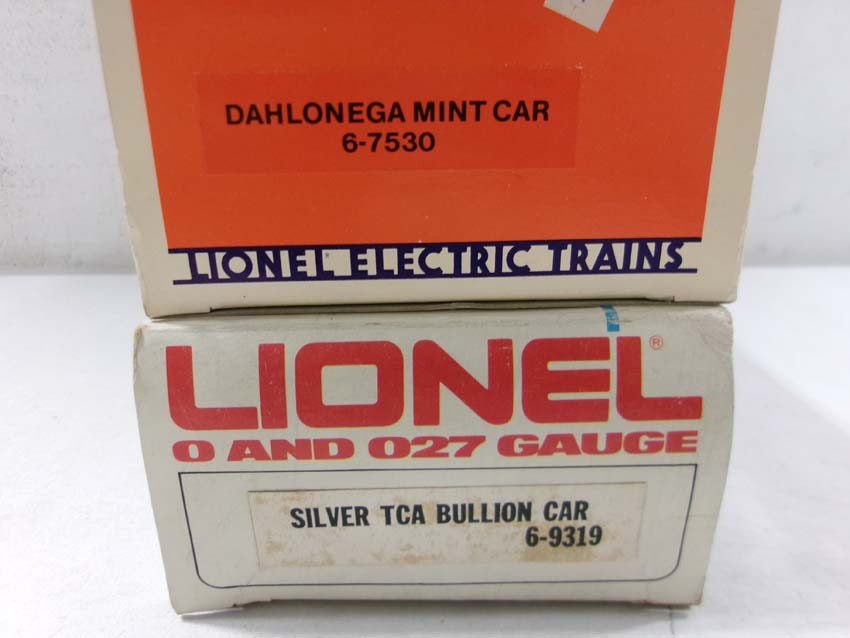 DAHLONEGA MINT CAR
6-7530
LIONEL ELECTRIC TRAINS
LIONEL®
O AND O27 GAUGE
SILVER TCA BULLION CAR
6-9319